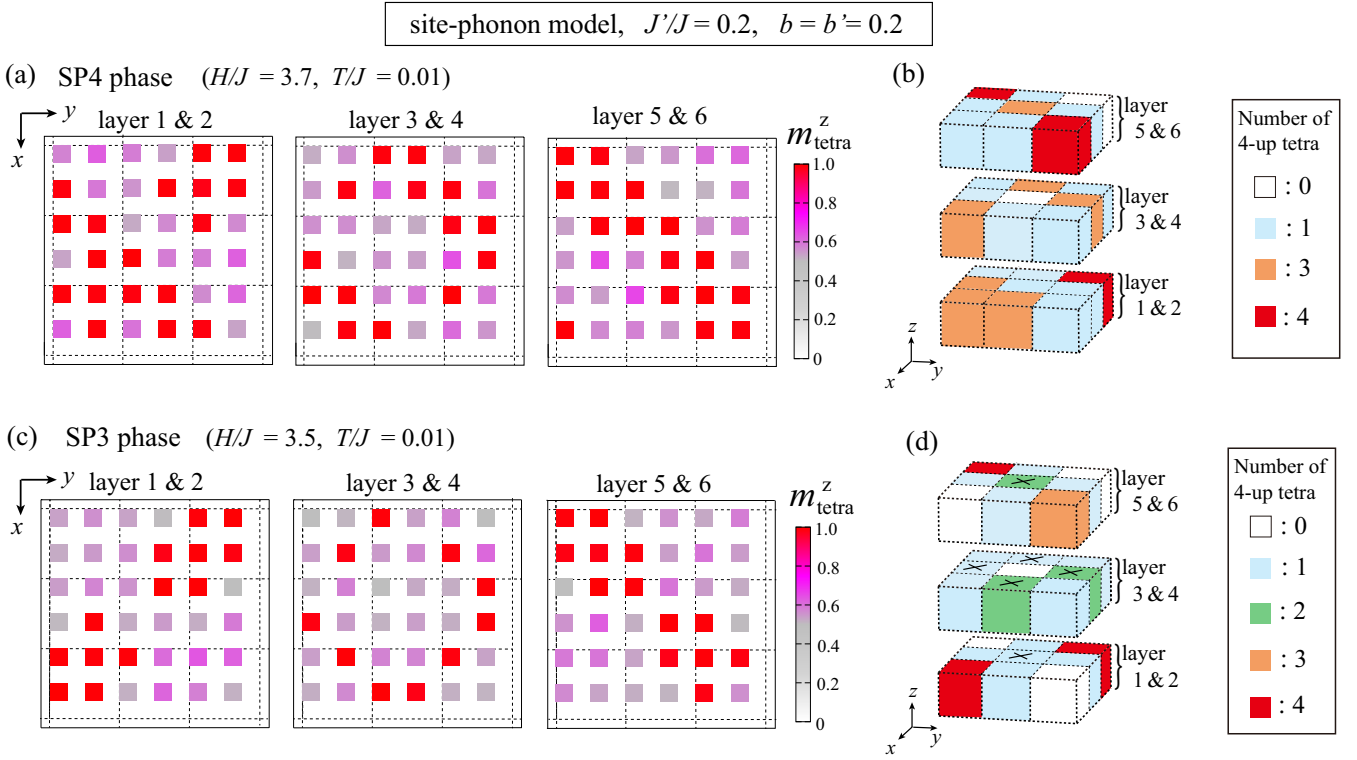 site-phonon model, J’/J = 0.2, b = b’= 0.2
(a) SP4 phase (H/J = 3.7, T/J = 0.01)
y
x
layer 1 & 2
layer 3 & 4
layer 5 & 6
m^z_tetra
1.0
0.8
0.6
0.4
0.2
0
(b)
layer
5 & 6
layer
3 & 4
layer
1 & 2
z
y
x
Number of
4-up tetra
: 0
: 1
: 3
: 4
(c) SP3 phase (H/J = 3.5, T/J = 0.01)
y
x
layer 1 & 2
layer 3 & 4
layer 5 & 6
m^z_tetra
1.0
0.8
0.6
0.4
0.2
0
(d)
layer
5 & 6
layer
3 & 4
layer
1 & 2
z
y
x
Number of
4-up tetra
: 0
: 1
: 2
: 3
: 4